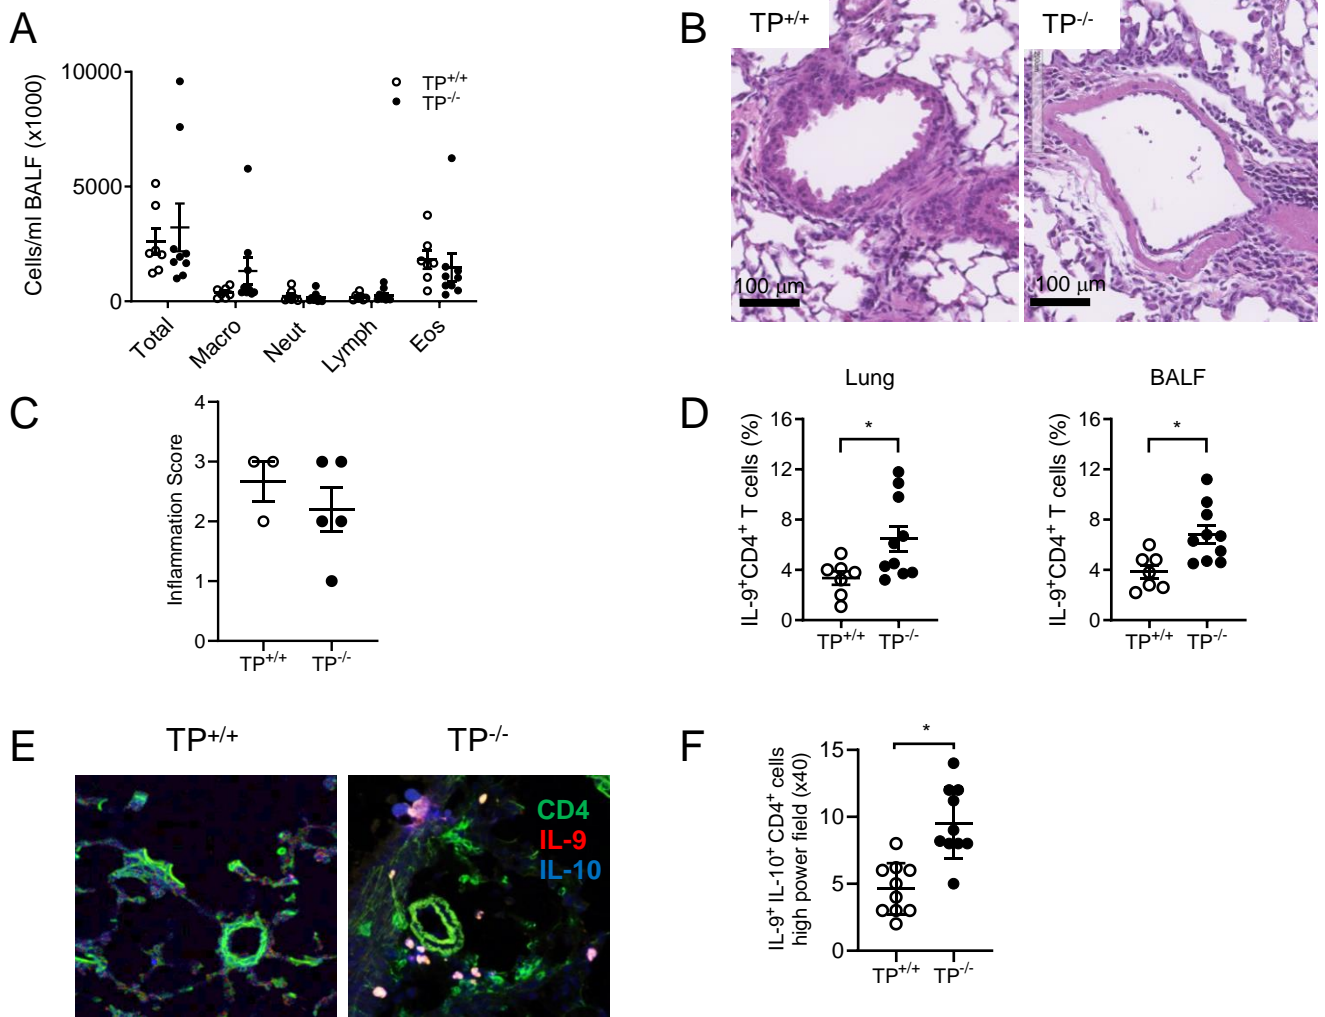 A
Cells/ml BALF (x1000)
10000
5000
0
TP+/+
TP-/-
Total
Macro
Neut
Lymph
Eos
B
TP+/+
TP-/-
100 µm
100 µm
C
Inflammation Score
4
3
2
1
0
TP+/+
TP-/-
D
Lung
IL-9+CD4+ T cells (%)
16
12
8
4
0
*
TP+/+
TP-/-
BALF
IL-9+CD4+ T cells (%)
16
12
8
4
0
*
TP+/+
TP-/-
E
TP+/+
TP-/-
CD4
IL-9
IL-10
F
IL-9+ IL-10+ CD4+ cells
high power field (x40)
15
10
5
0
*
TP+/+
TP-/-